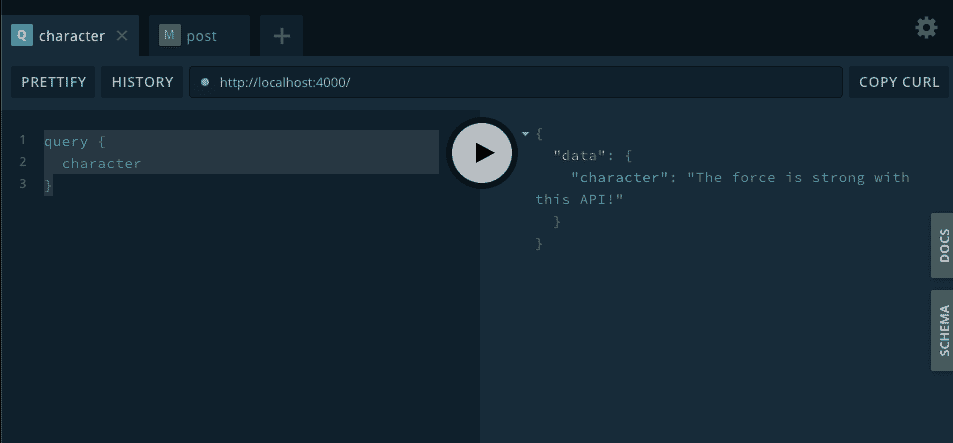 Q character × M post +
PRETTIFY HISTORY http://localhost:4000/ COPY CURL
1 query {
2 character
3 }
{
"data": {
"character": "The force is strong with
this API!"
}
}
DOCS
SCHEMA